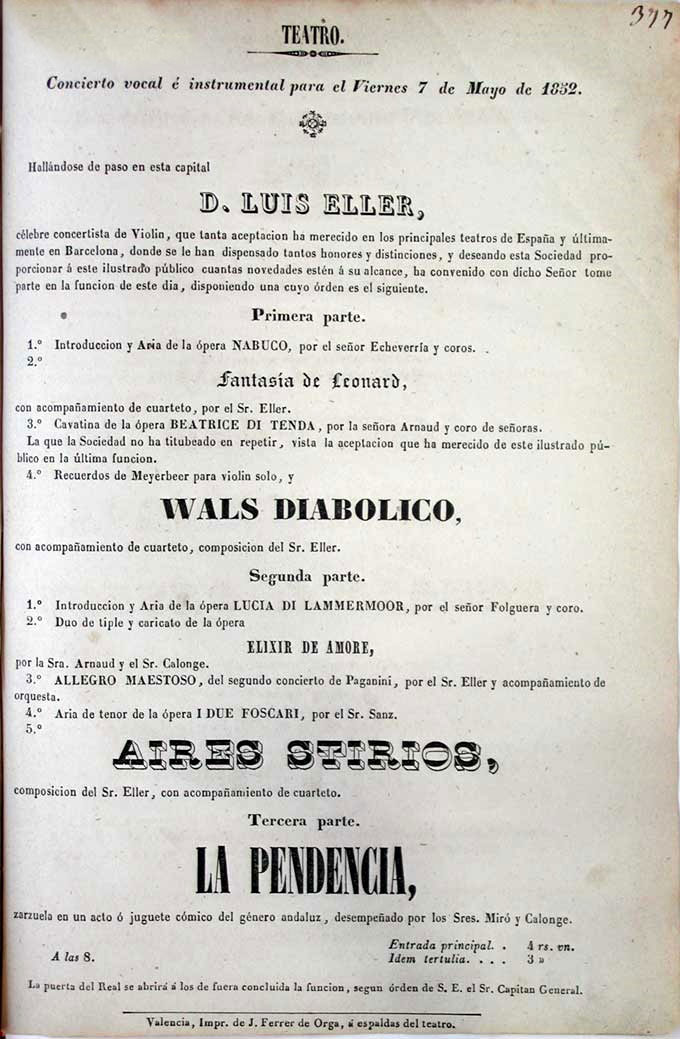 377
TEATRO.
Concierto vocal é instrumental para el Viernes 7 de Mayo de 1852.
Hallándose de paso en esta capital
D. LUIS ELLER,
célebre concertista de Violin, que tanta aceptacion ha merecido en los principales teatros de España y última-
mente en Barcelona, donde se le han dispensado tantos honores y distinciones, y deseando esta Sociedad pro-
porcionar á este ilustrado público cuantas novedades estén á su alcance, ha convenido con dicho Señor tome
parte en la funcion de este dia, disponiendo una cuyo órden es el siguiente.
Primera parte.
1.º Introduccion y Aria de la ópera NABUCO, por el señor Echeverría y coros.
2.º
Fantasía de Leonard,
con acompañamiento de cuarteto, por el Sr. Eller.
3.º Cavatina de la ópera BEATRICE DI TENDA, por la señora Arnaud y coro de señoras.
La que la Sociedad no ha titubeado en repetir, vista la aceptacion que ha merecido de este ilustrado pú-
blico en la última funcion.
4.º Recuerdos de Meyerbeer para violin solo, y
WALS DIABOLICO,
con acompañamiento de cuarteto, composicion del Sr. Eller.
Segunda parte.
1.º Introduccion y Aria de la ópera LUCIA DI LAMMERMOOR, por el señor Folguera y coro.
2.º Duo de tiple y caricato de la ópera
ELIXIR DE AMORE,
por la Sra. Arnaud y el Sr. Calonge.
3.º ALLEGRO MAESTOSO, del segundo concierto de Paganini, por el Sr. Eller y acompañamiento de
orquesta.
4.º Aria de tenor de la ópera I DUE FOSCARI, por el Sr. Sanz.
5.º
AIRES STIRIOS,
composicion del Sr. Eller, con acompañamiento de cuarteto.
Tercera parte.
LA PENDENCIA,
zarzuela en un acto ó juguete cómico del género andaluz, desempeñado por los Sres. Miró y Calonge.
A las 8.
Entrada principal. . 4 rs. vn.
Idem tertulia. . . . 3 »
La puerta del Real se abrirá á los de fuera concluida la funcion, segun órden de S. E. el Sr. Capitan General.
Valencia, Impr. de J. Ferrer de Orga, á espaldas del teatro.